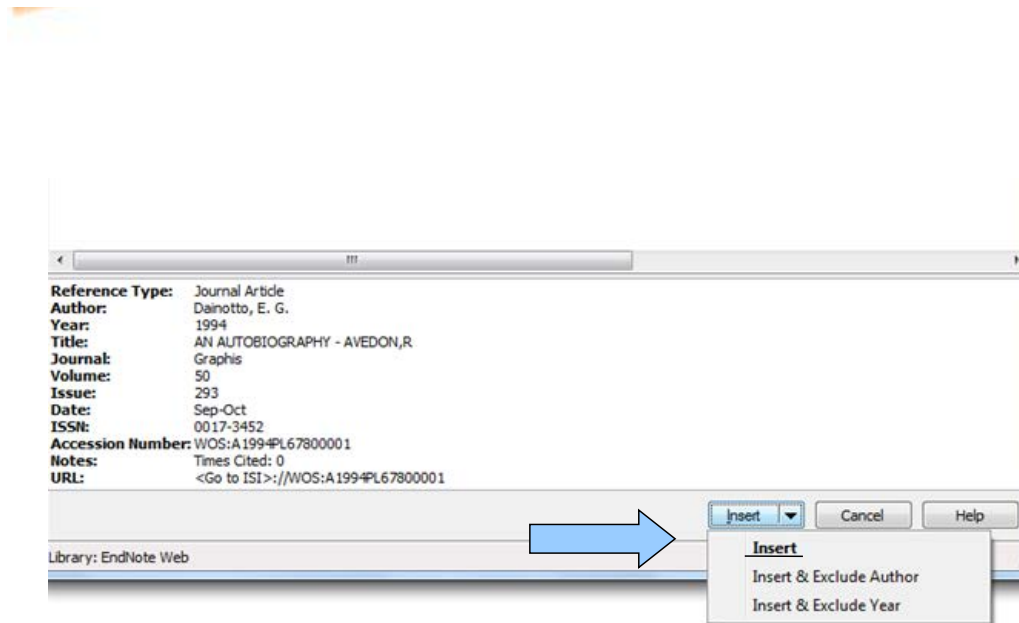 Reference Type: Journal Article
Author: Dainotto, E. G.
Year: 1994
Title: AN AUTOBIOGRAPHY - AVEDON,R
Journal: Graphis
Volume: 50
Issue: 293
Date: Sep-Oct
ISSN: 0017-3452
Accession Number: WOS:A1994PL67800001
Notes: Times Cited: 0
URL: <Go to ISI>://WOS:A1994PL67800001
Insert Cancel Help
Library: EndNote Web
Insert
Insert & Exclude Author
Insert & Exclude Year